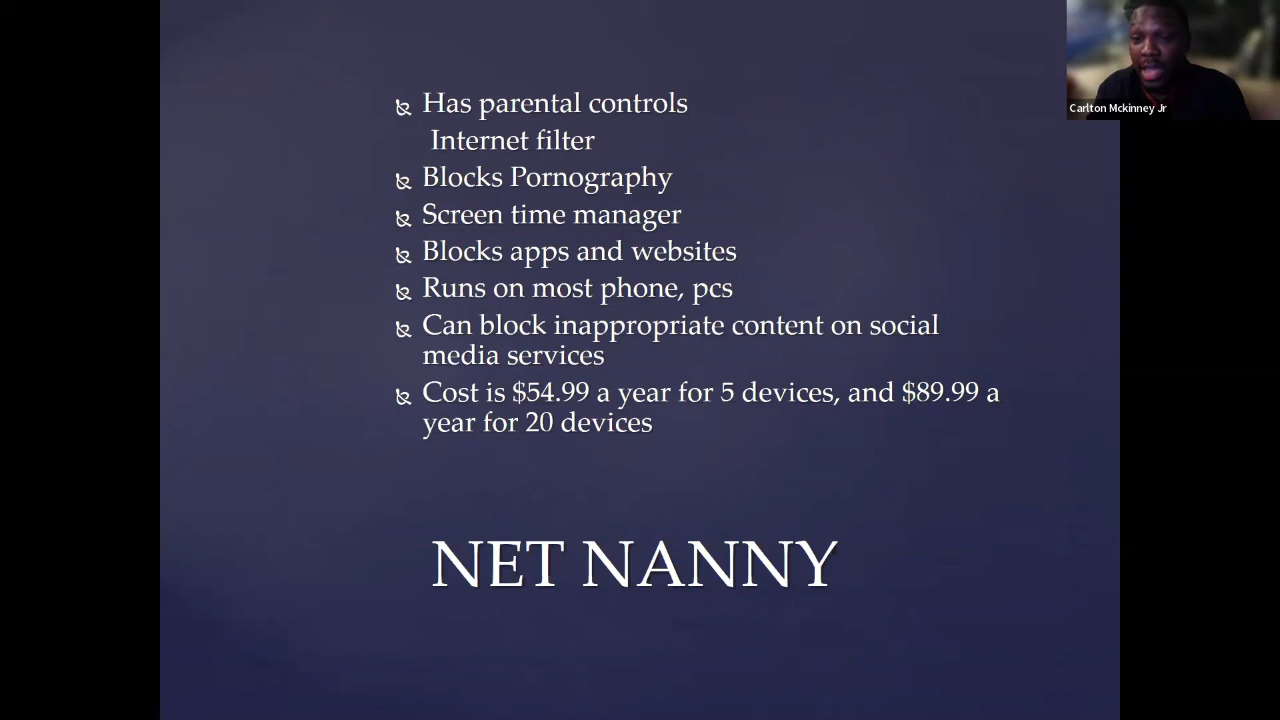 Has parental controls
Internet filter
Blocks Pornography
Screen time manager
Blocks apps and websites
Runs on most phone, pcs
Can block inappropriate content on social
media services
Cost is $54.99 a year for 5 devices, and $89.99 a
year for 20 devices
NET NANNY
Carlton Mckinney Jr